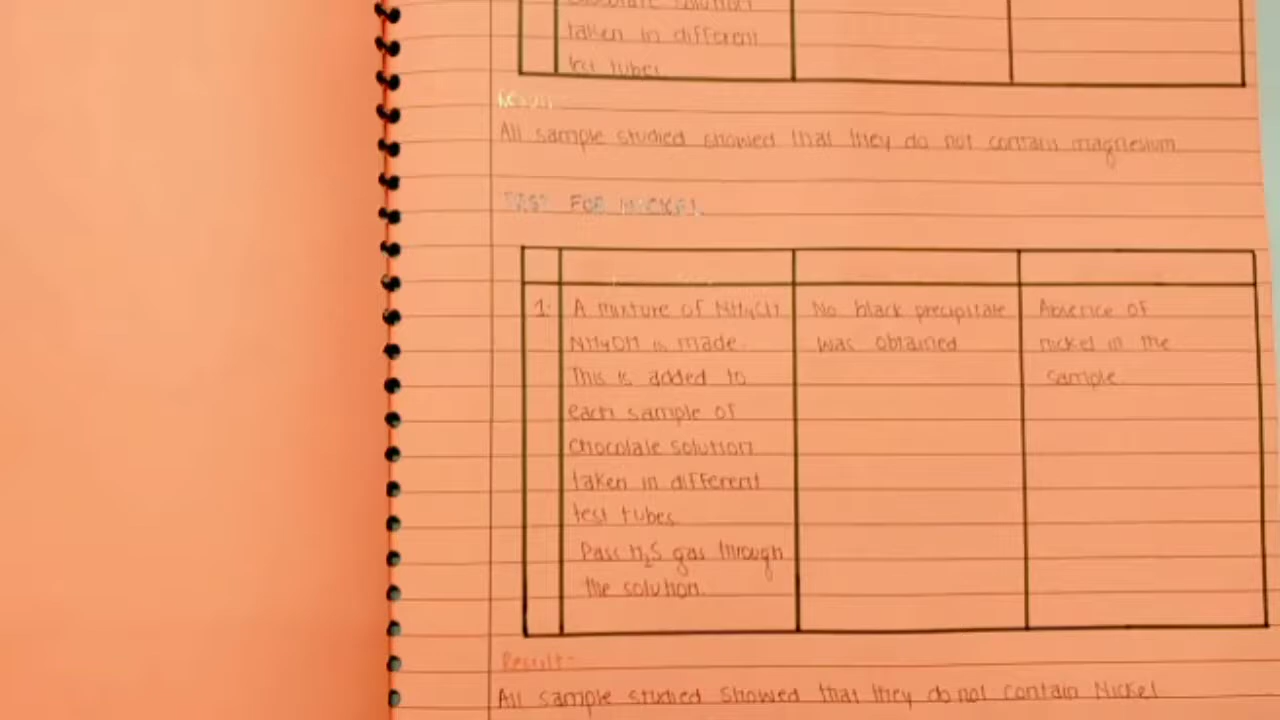 chocolate solution
taken in different
test tubes.
Result:-
All sample studied showed that they do not contain magnesium
TEST FOR NICKEL
1. A mixture of NH4Cl + No black precipitate Absence of
NH4OH is made. was obtained nickel in the
This is added to sample.
each sample of
chocolate solution
taken in different
test tubes
Pass H2S gas through
the solution.
Result:-
All sample studied showed that they do not contain Nickel